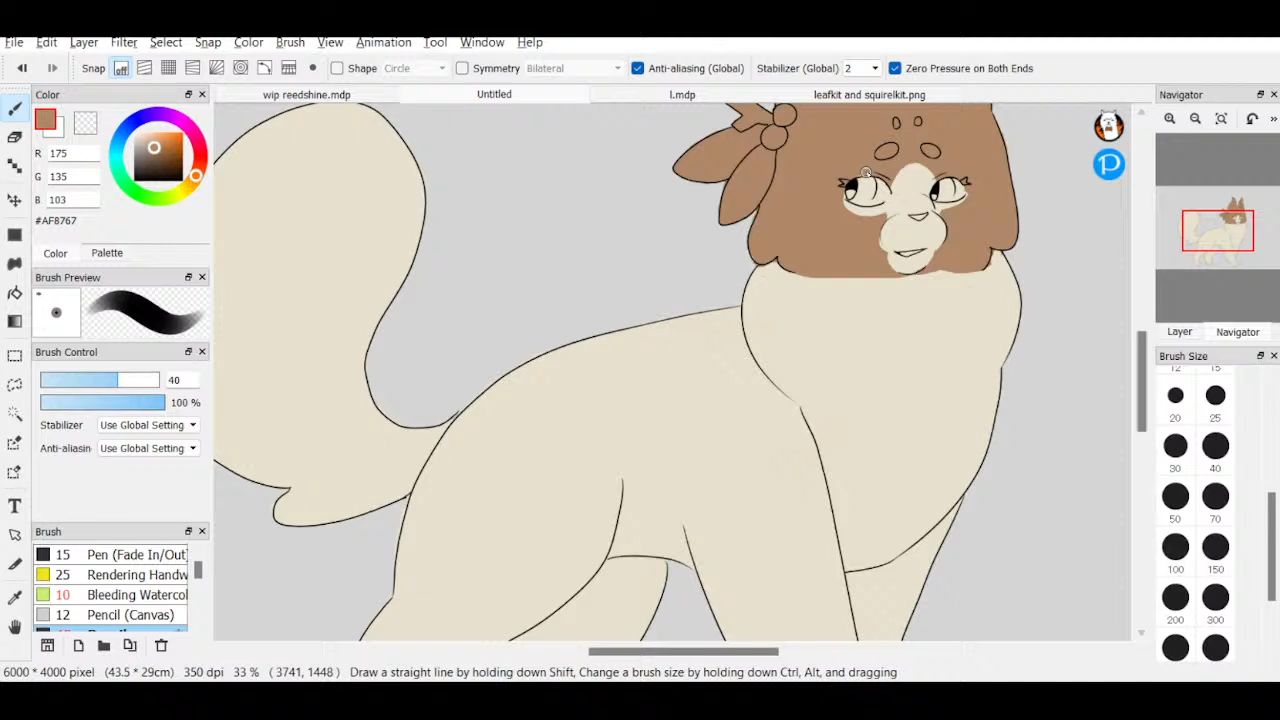 File Edit Layer Filter Select Snap Color Brush View Animation Tool Window Help
Snap off Shape Circle Symmetry Bilateral Anti-aliasing (Global) Stabilizer (Global) 2 Zero Pressure on Both Ends
Color
wip reedshine.mdp Untitled l.mdp leafkit and squirelkit.png
Navigator
R 175
G 135
B 103
#AF8767
Color Palette
Brush Preview
Brush Control
40
100 %
Stabilizer Use Global Setting
Anti-aliasin Use Global Setting
Brush
15 Pen (Fade In/Out)
25 Rendering Handw
10 Bleeding Watercol
12 Pencil (Canvas)
P
Layer Navigator
Brush Size
12 15
20 25
30 40
50 70
100 150
200 300
6000 * 4000 pixel (43.5 * 29cm) 350 dpi 33 % ( 3741, 1448 ) Draw a straight line by holding down Shift, Change a brush size by holding down Ctrl, Alt, and dragging